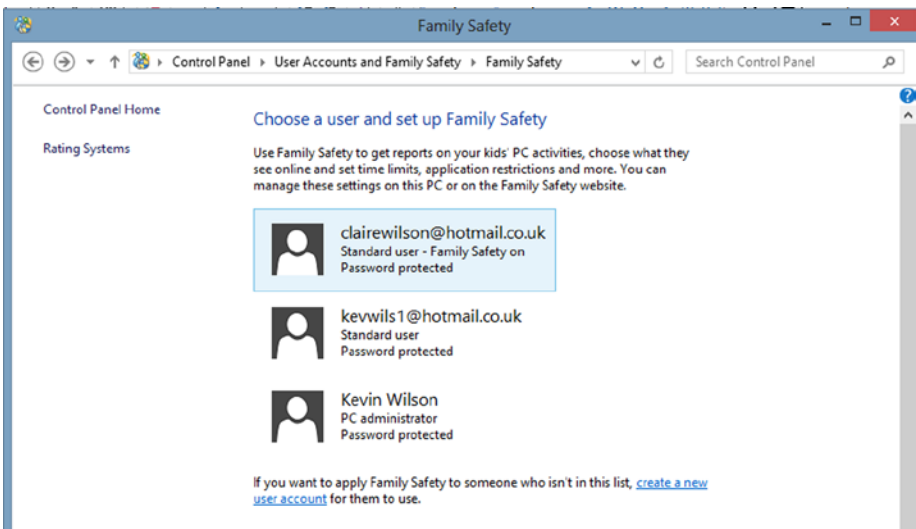 Family Safety
Control Panel ▸ User Accounts and Family Safety ▸ Family Safety
Search Control Panel
Control Panel Home
Rating Systems
Choose a user and set up Family Safety
Use Family Safety to get reports on your kids' PC activities, choose what they
see online and set time limits, application restrictions and more. You can
manage these settings on this PC or on the Family Safety website.
clairewilson@hotmail.co.uk
Standard user - Family Safety on
Password protected
kevwils1@hotmail.co.uk
Standard user
Password protected
Kevin Wilson
PC administrator
Password protected
If you want to apply Family Safety to someone who isn't in this list, create a new
user account for them to use.